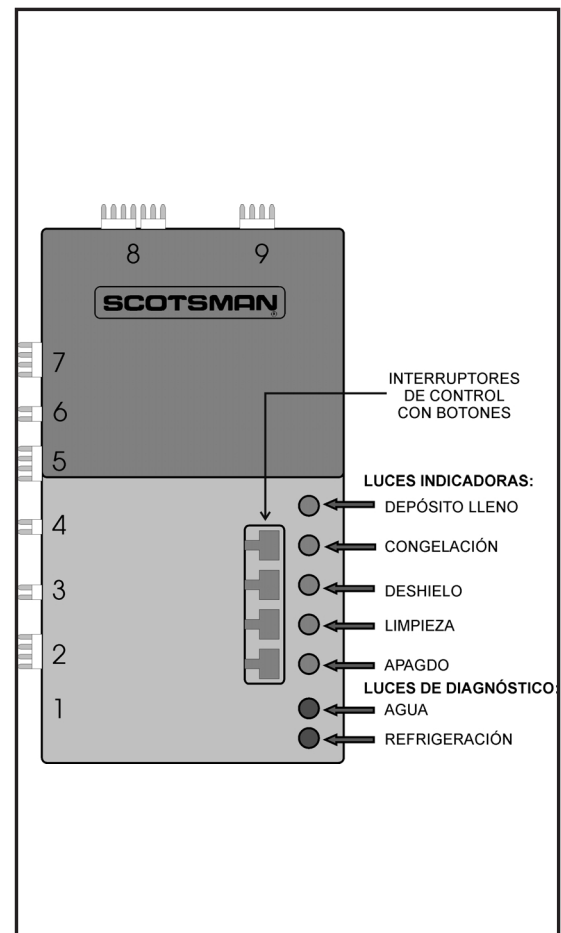 8 9
SCOTSMAN®
7
6
5
4
3
2
1
INTERRUPTORES
DE CONTROL
CON BOTONES
LUCES INDICADORAS:
DEPÓSITO LLENO
CONGELACIÓN
DESHIELO
LIMPIEZA
APAGDO
LUCES DE DIAGNÓSTICO:
AGUA
REFRIGERACIÓN